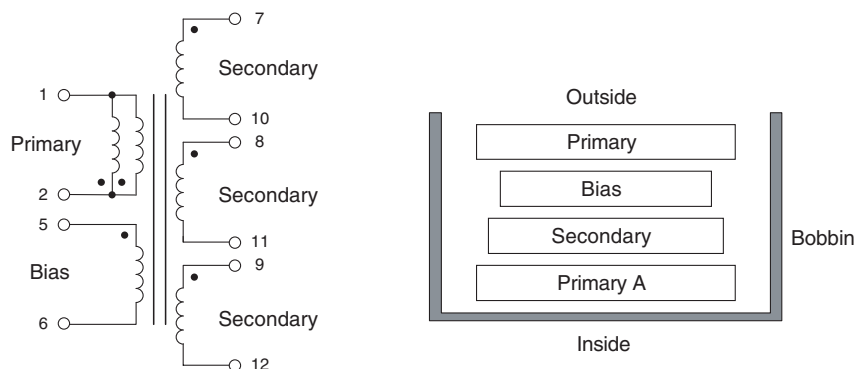 7
Secondary
10
1
Primary
2
8
Secondary
11
5
Bias
6
9
Secondary
12
Outside
Primary
Bias
Secondary
Primary A
Bobbin
Inside